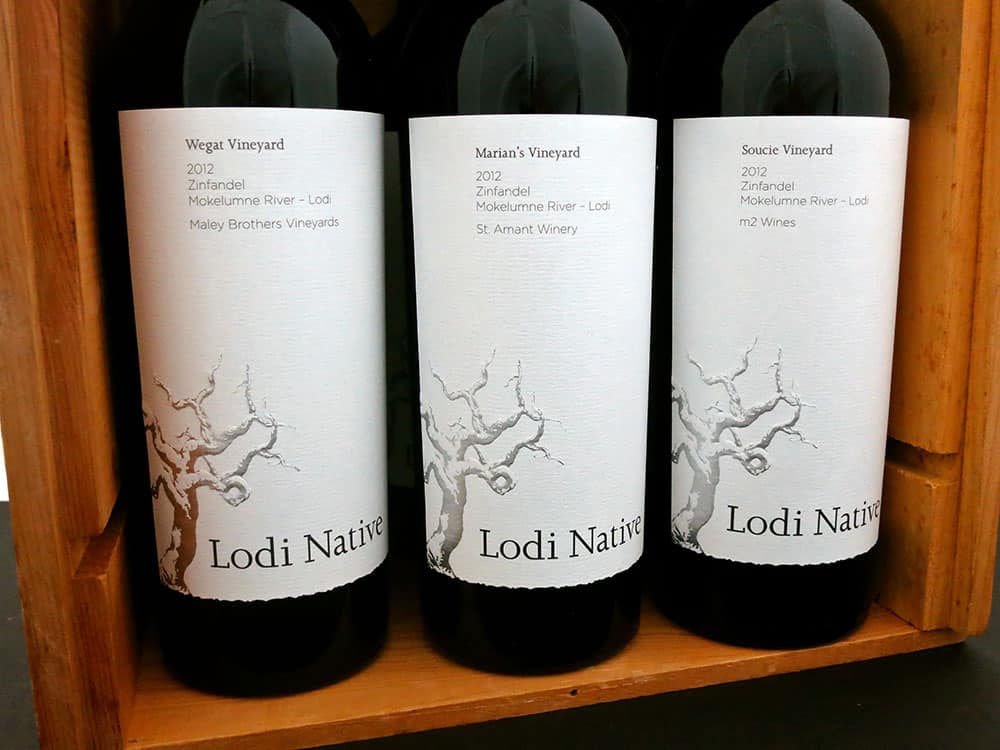 Wegat Vineyard
2012
Zinfandel
Mokelumne River – Lodi
Maley Brothers Vineyards
Lodi Native
Marian's Vineyard
2012
Zinfandel
Mokelumne River – Lodi
St. Amant Winery
Lodi Native
Soucie Vineyard
2012
Zinfandel
Mokelumne River – Lodi
m2 Wines
Lodi Native